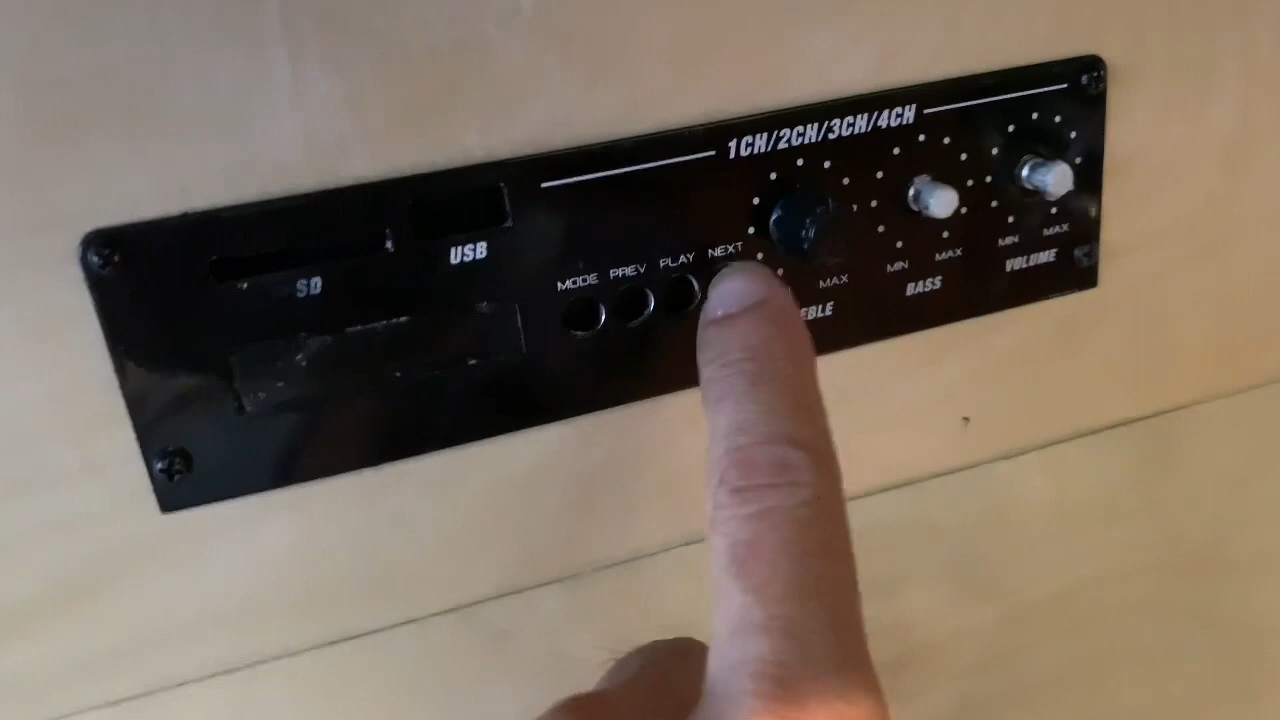 1CH/2CH/3CH/4CH
SD
USB
MODE PREV PLAY NEXT
MAX
MIN MAX
BASS
MIN MAX
VOLUME